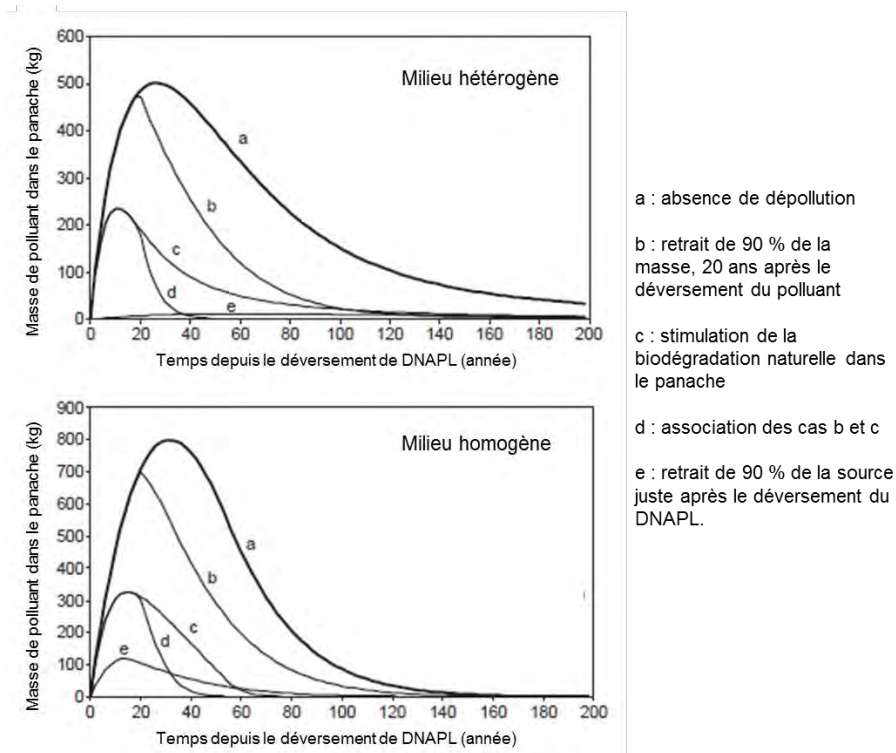 600
500
400
300
200
100
0
Masse de polluant dans le panache (kg)
Milieu hétérogène
a
b
c
d
e
0 20 40 60 80 100 120 140 160 180 200
Temps depuis le déversement de DNAPL (année)
900
800
700
600
500
400
300
200
100
0
Masse de polluant dans le panache (kg)
Milieu homogène
a
b
c
d
e
0 20 40 60 80 100 120 140 160 180 200
Temps depuis le déversement de DNAPL (année)
a : absence de dépollution
b : retrait de 90 % de la
masse, 20 ans après le
déversement du polluant
c : stimulation de la
biodégradation naturelle dans
le panache
d : association des cas b et c
e : retrait de 90 % de la source
juste après le déversement du
DNAPL.